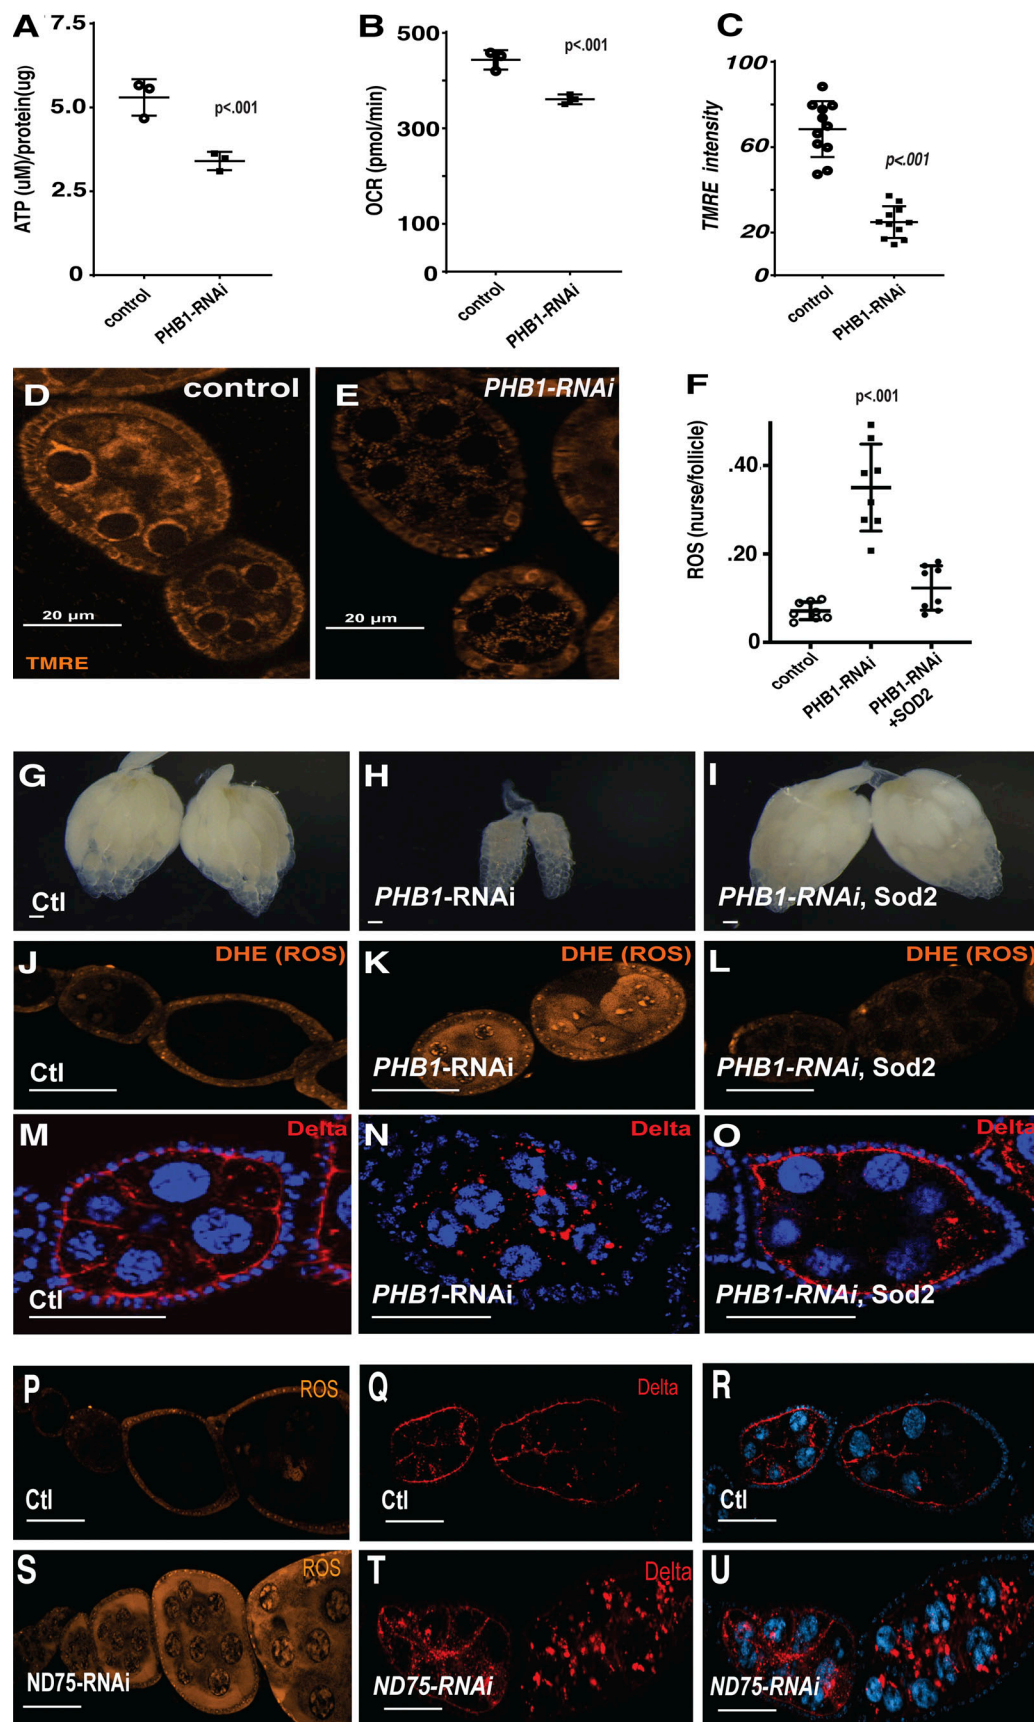 A
7.5
5.0
2.5
0
ATP (uM)/protein(ug)
p<.001
control
PHB1-RNAi
B
500
300
100
0
OCR (pmol/min)
p<.001
control
PHB1-RNAi
C
100
60
20
0
TMRE intensity
p<.001
control
PHB1-RNAi
D
control
20 µm
TMRE
E
PHB1-RNAi
20 µm
F
p<.001
.40
.20
0
ROS (nurse/follicle)
control
PHB1-RNAi
PHB1-RNAi
+SOD2
G
Ctl
H
PHB1-RNAi
I
PHB1-RNAi, Sod2
J
DHE (ROS)
Ctl
K
DHE (ROS)
PHB1-RNAi
L
DHE (ROS)
PHB1-RNAi, Sod2
M
Delta
Ctl
N
Delta
PHB1-RNAi
O
Delta
PHB1-RNAi, Sod2
P
ROS
Ctl
Q
Delta
Ctl
R
Ctl
S
ROS
ND75-RNAi
T
Delta
ND75-RNAi
U
ND75-RNAi